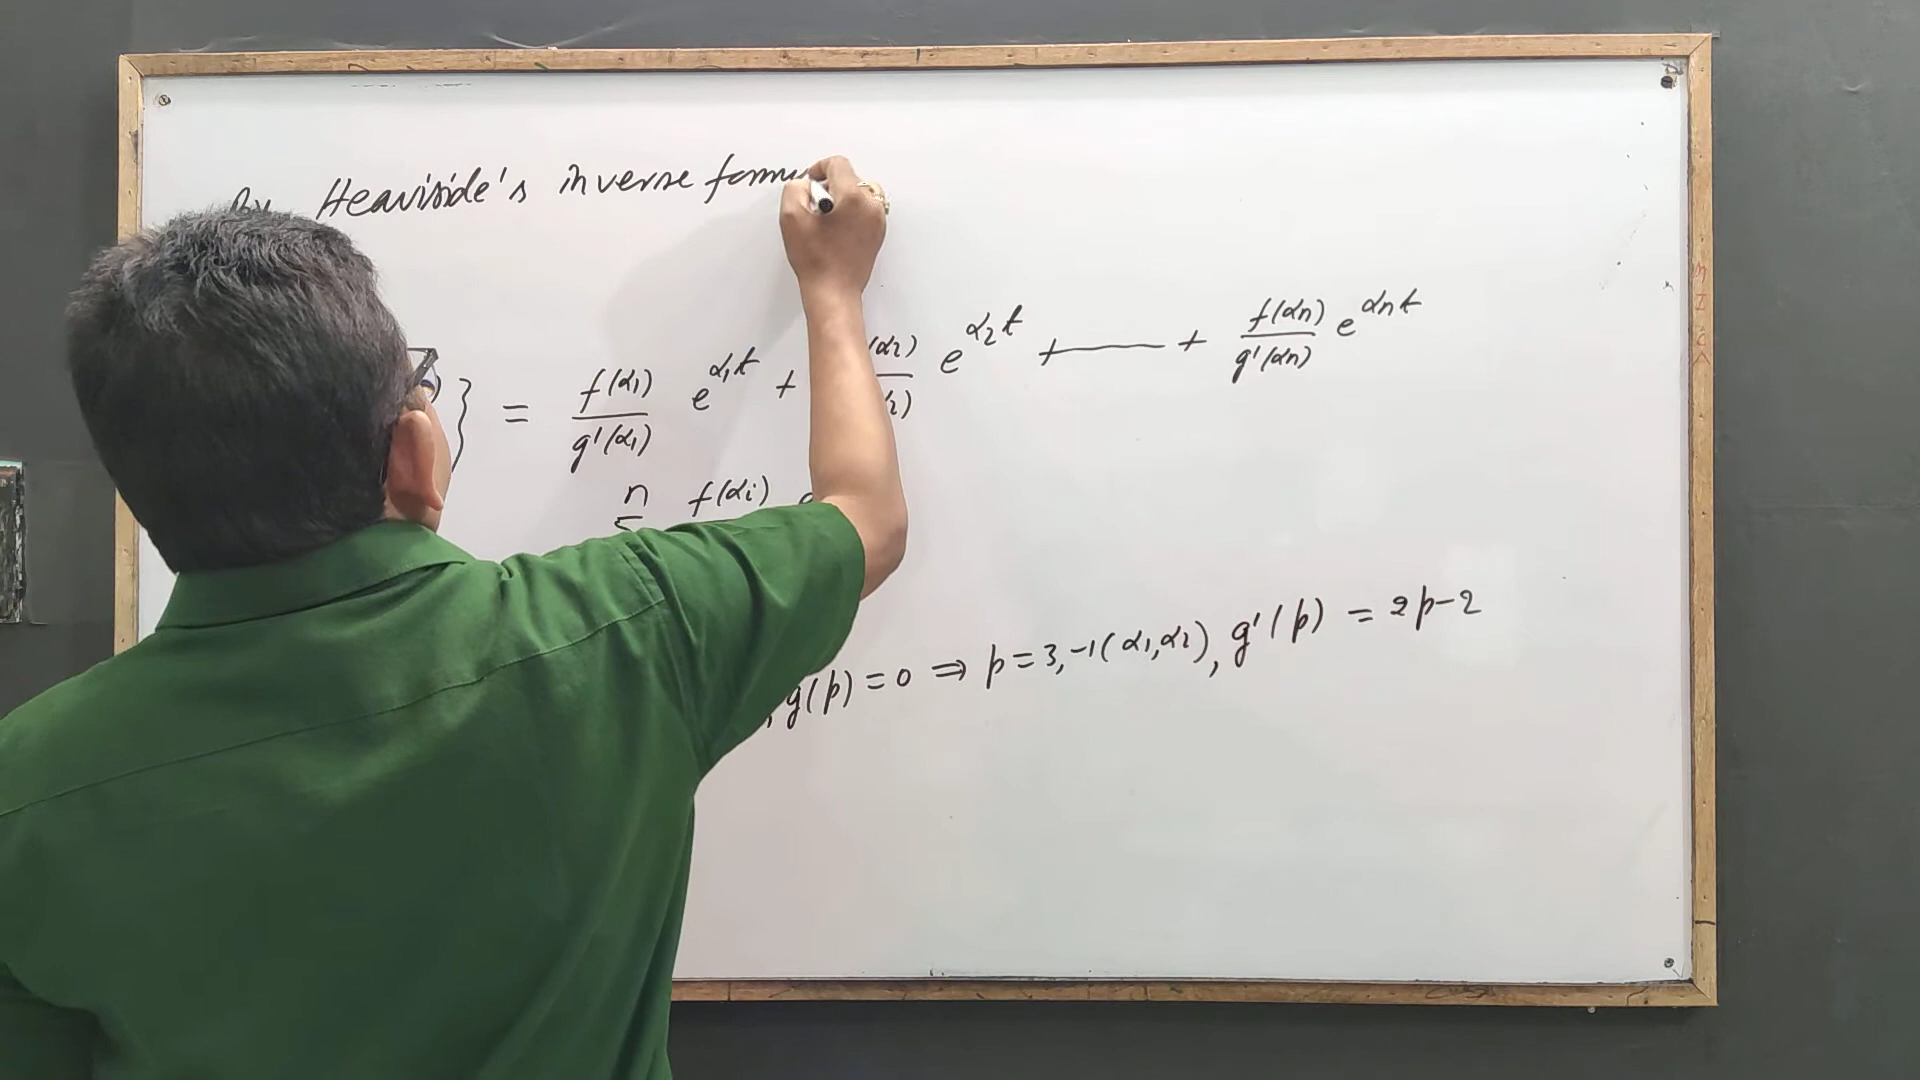 By Heaviside's inverse formu
} = f(α₁)/g'(α₁) e^{α₁t} + (α₂)/₂) e^{α₂t} + —— + f(αn)/g'(αn) e^{αnt}
n f(αi) e
, g(p) = 0 ⇒ p = 3, -1 (α₁, α₂), g'(p) = 2p-2